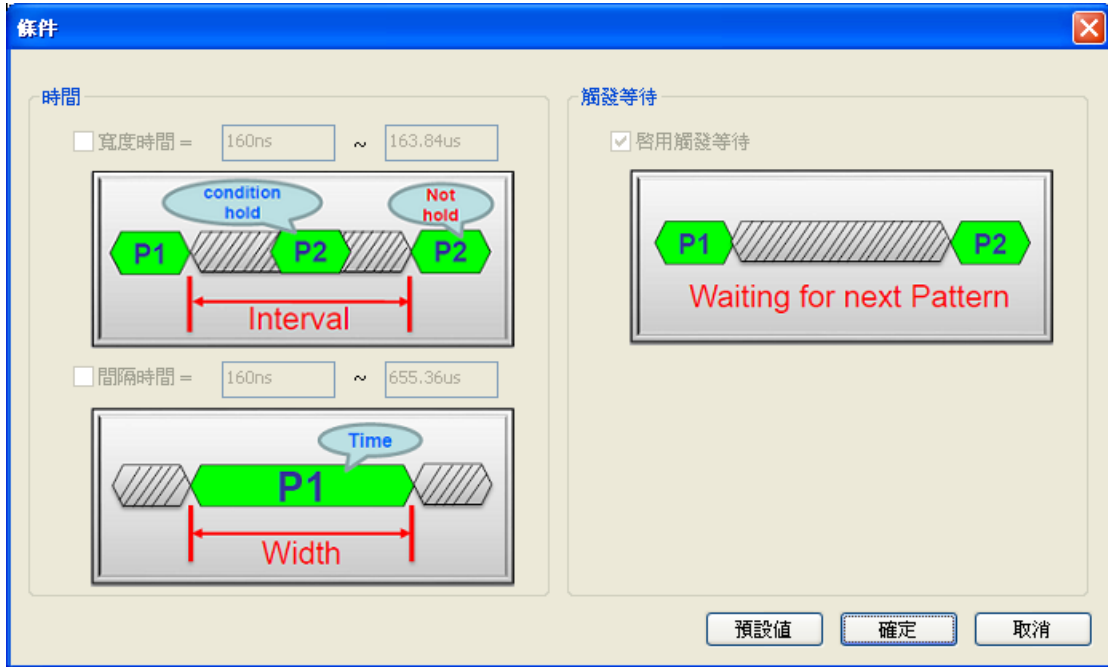 條件
時間
寬度時間 =
160ns
~
163.84us
condition
hold
Not
hold
P1
P2
P2
Interval
間隔時間 =
160ns
~
655.36us
Time
P1
Width
觸發等待
啟用觸發等待
P1
P2
Waiting for next Pattern
預設值
確定
取消